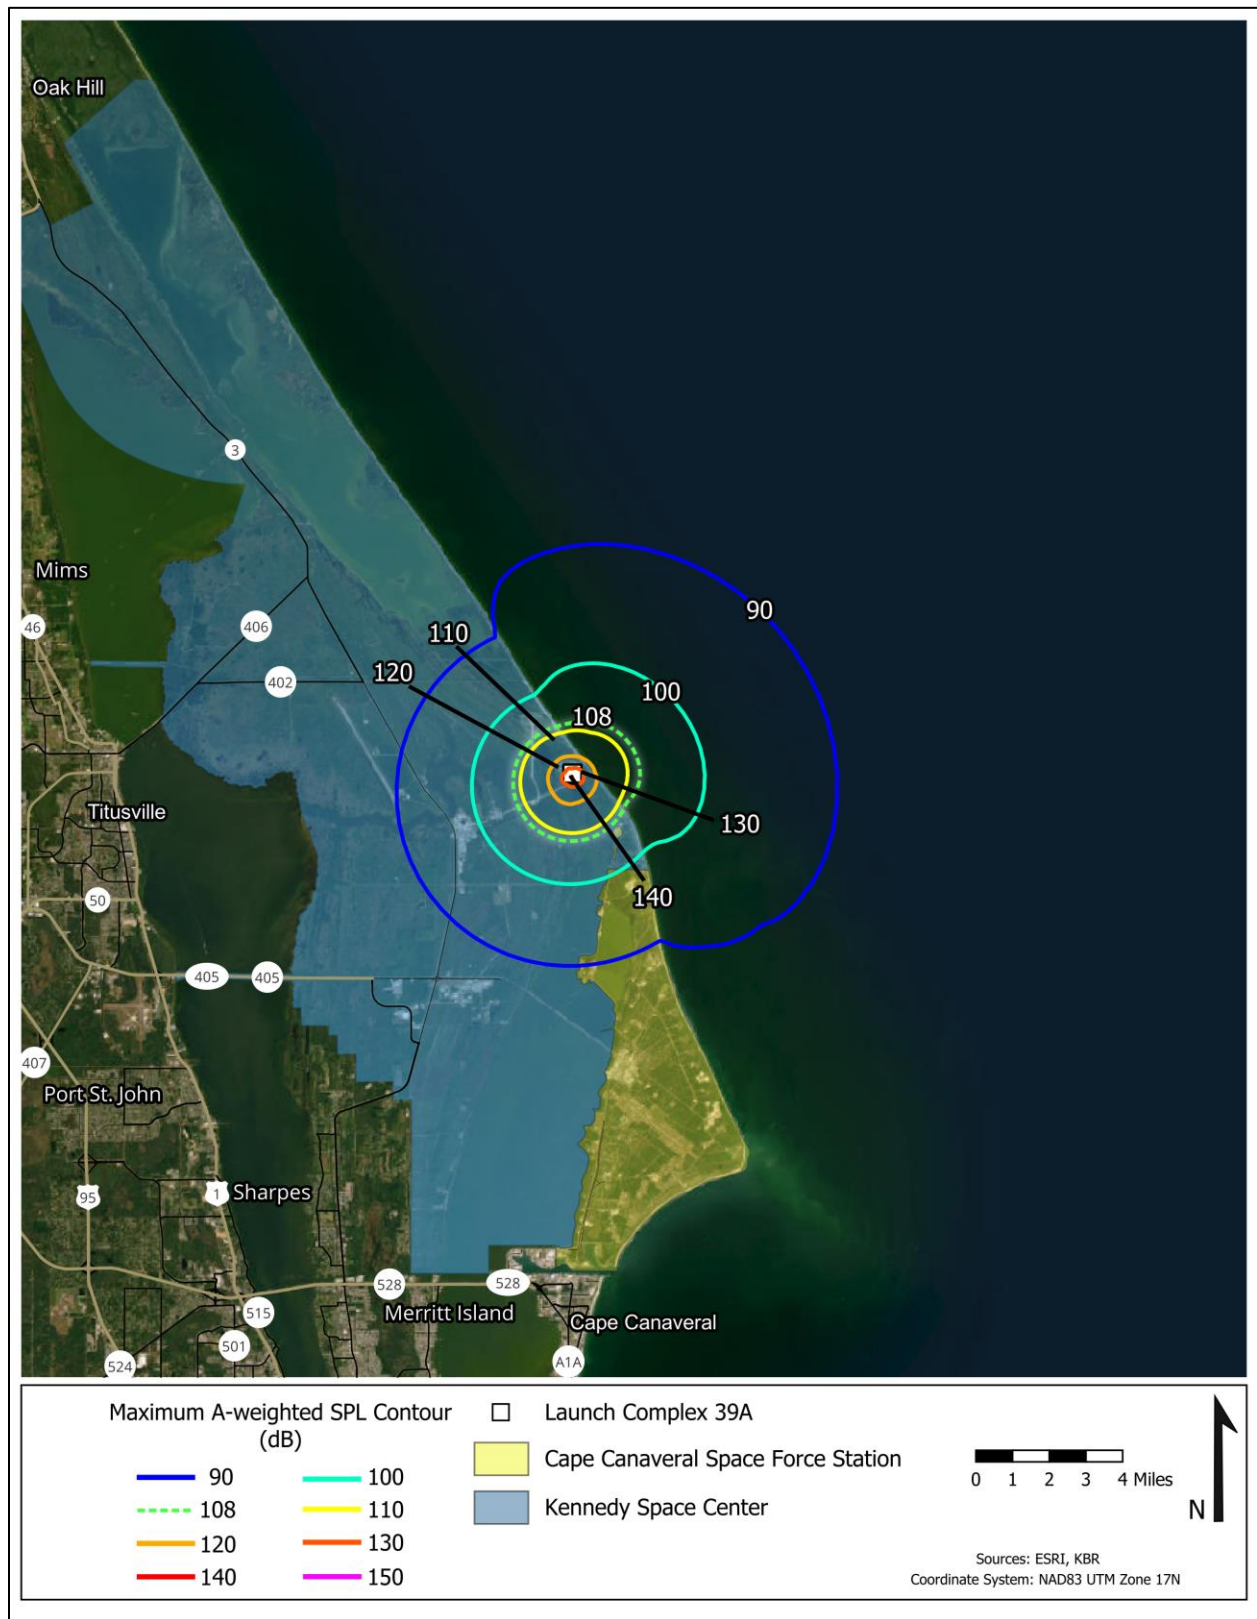 Oak Hill
3
Mims
46
406
402
90
110
120
100
108
130
140
Titusville
50
405
405
407
Port St. John
95
1
Sharpes
528
528
515
Merritt Island
Cape Canaveral
501
524
A1A
Maximum A-weighted SPL Contour
(dB)
90
100
108
110
120
130
140
150
Launch Complex 39A
Cape Canaveral Space Force Station
Kennedy Space Center
0 1 2 3 4 Miles
N
Sources: ESRI, KBR
Coordinate System: NAD83 UTM Zone 17N